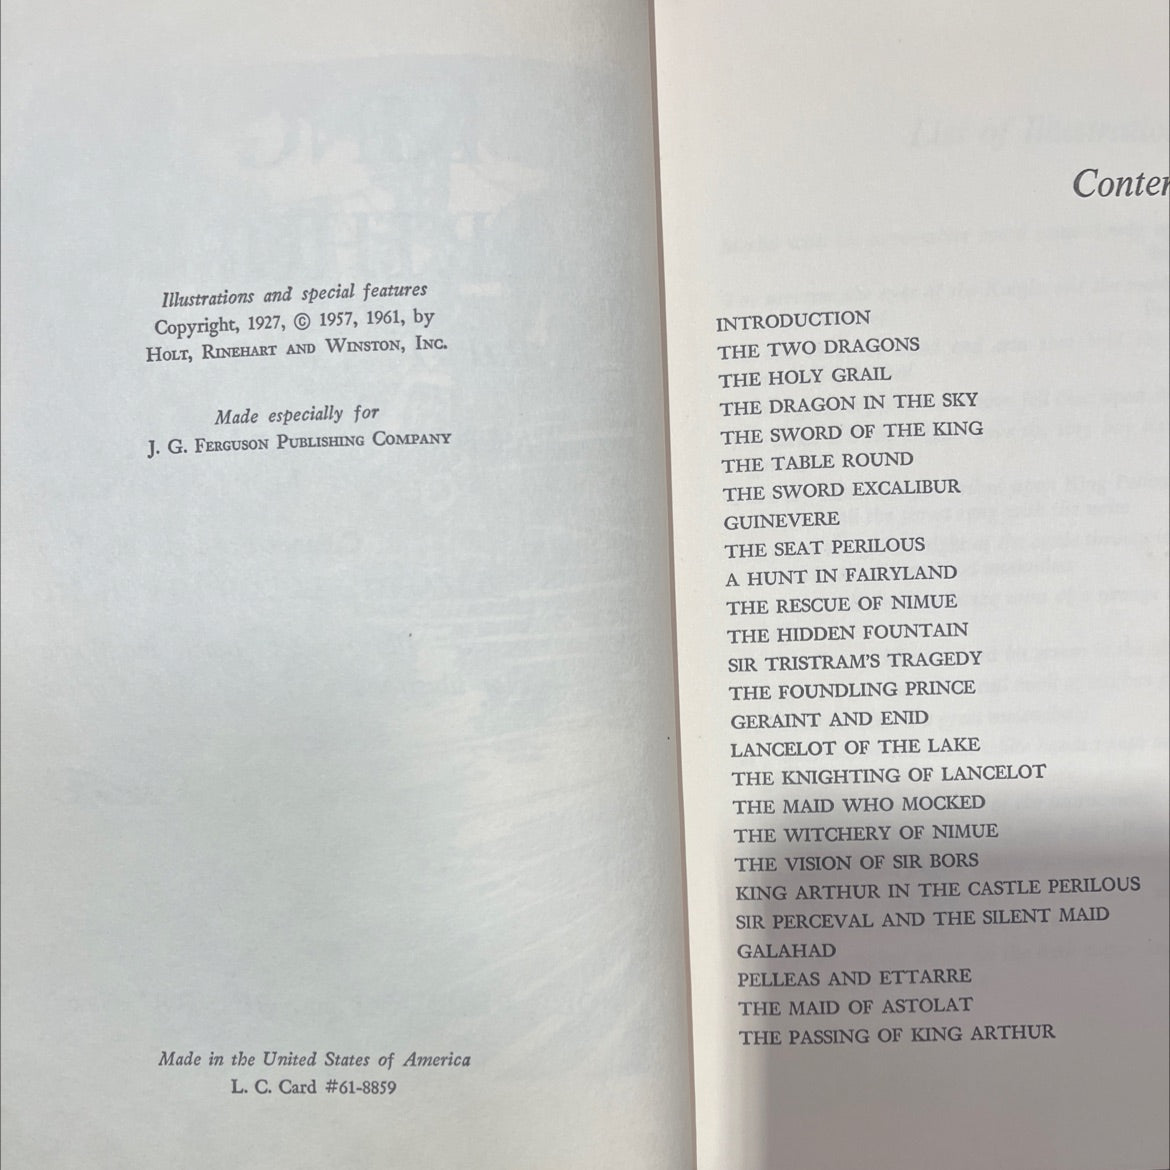 Illustrations and special features
Copyright, 1927, © 1957, 1961, by
Holt, Rinehart and Winston, Inc.
Made especially for
J. G. Ferguson Publishing Company
Made in the United States of America
L. C. Card #61-8859
List of
INTRODUCTION
THE TWO DRAGONS
THE HOLY GRAIL
THE DRAGON IN THE SKY
THE SWORD OF THE KING
THE TABLE ROUND
THE SWORD EXCALIBUR
GUINEVERE
THE SEAT PERILOUS
A HUNT IN FAIRYLAND
THE RESCUE OF NIMUE
THE HIDDEN FOUNTAIN
SIR TRISTRAM'S TRAGEDY
THE FOUNDLING PRINCE
GERAINT AND ENID
LANCELOT OF THE LAKE
THE KNIGHTING OF LANCELOT
THE MAID WHO MOCKED
THE WITCHERY OF NIMUE
THE VISION OF SIR BORS
KING ARTHUR IN THE CASTLE PERILOUS
SIR PERCEVAL AND THE SILENT MAID
GALAHAD
PELLEAS AND ETTARRE
THE MAID OF ASTOLAT
THE PASSING OF KING ARTHUR